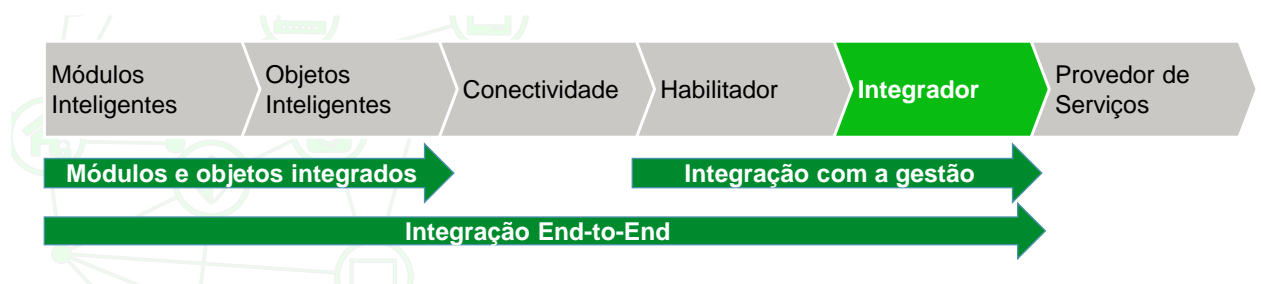 Módulos
Inteligentes
Objetos
Inteligentes
Conectividade
Habilitador
Integrador
Provedor de
Serviços
Módulos e objetos integrados
Integração com a gestão
Integração End-to-End